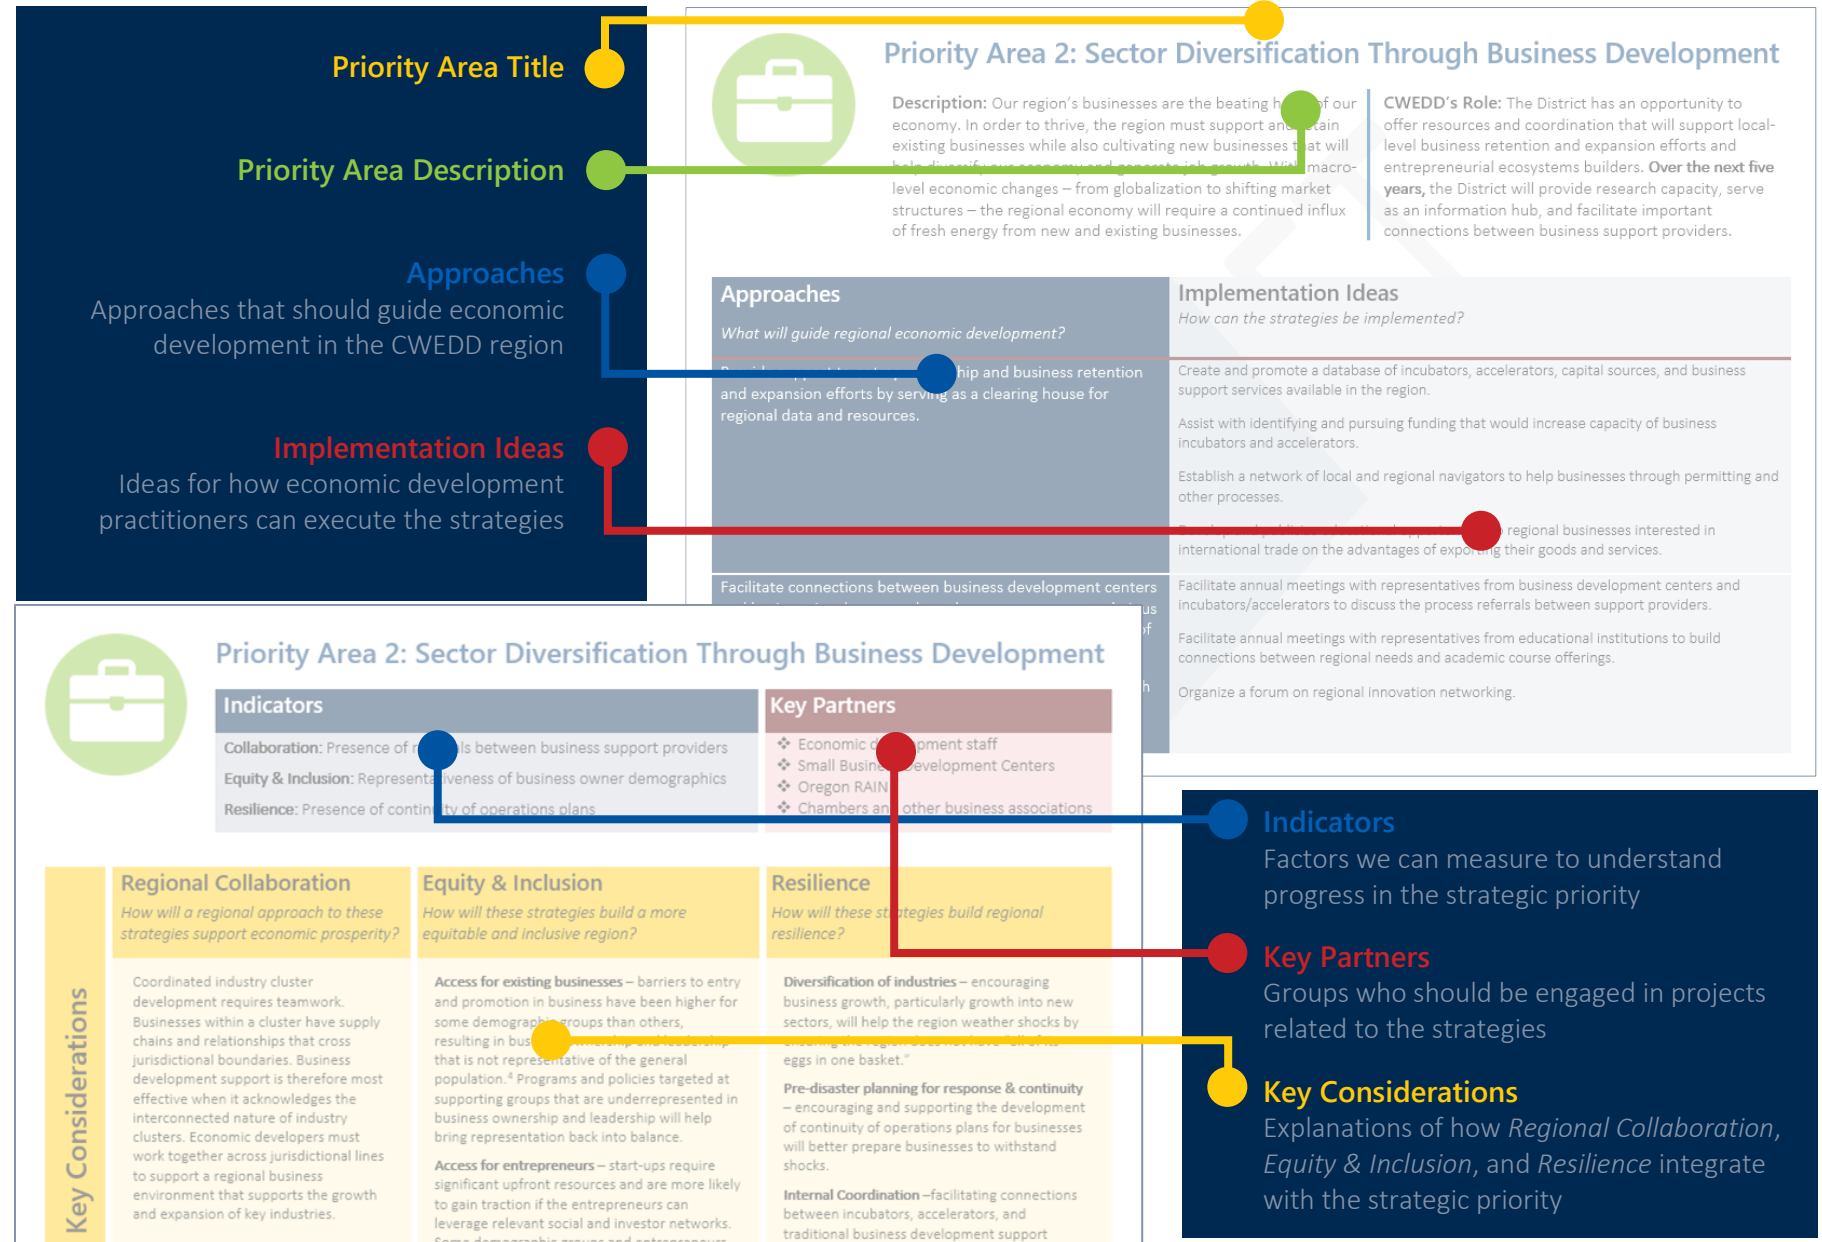 Priority Area Title
Priority Area Description
Approaches
Approaches that should guide economic
development in the CWEDD region
Implementation Ideas
Ideas for how economic development
practitioners can execute the strategies
Priority Area 2: Sector Diversification Through Business Development
Description: Our region's businesses are the beating of our
economy. In order to thrive, the region must support
existing businesses while also cultivating new businesses that will
level economic changes – from globalization to shifting market
structures – the regional economy will require a continued influx
of fresh energy from new and existing businesses.
CWEDD's Role: The District has an opportunity to
offer resources and coordination that will support local-
level business retention and expansion efforts and
entrepreneurial ecosystems builders. Over the next five
years, the District will provide research capacity, serve
as an information hub, and facilitate important
connections between business support providers.
Approaches
What will guide regional economic development?
and business retention
and expansion efforts by serving as a clearing house for
regional data and resources.
Facilitate connections between business development centers
Implementation Ideas
How can the strategies be implemented?
Create and promote a database of incubators, accelerators, capital sources, and business
support services available in the region.
Assist with identifying and pursuing funding that would increase capacity of business
incubators and accelerators.
Establish a network of local and regional navigators to help businesses through permitting and
other processes.
regional businesses interested in
international trade on the advantages of exporting their goods and services.
Facilitate annual meetings with representatives from business development centers and
incubators/accelerators to discuss the process referrals between support providers.
Facilitate annual meetings with representatives from educational institutions to build
connections between regional needs and academic course offerings.
Organize a forum on regional innovation networking.
Priority Area 2: Sector Diversification Through Business Development
Indicators
Collaboration: Presence of between business support providers
Equity & Inclusion: Representativeness of business owner demographics
Resilience: Presence of continuity of operations plans
Key Partners
❖ Economic development staff
❖ Small Business Development Centers
❖ Oregon RAIN
❖ Chambers and other business associations
Key Considerations
Regional Collaboration
How will a regional approach to these
strategies support economic prosperity?
Coordinated industry cluster
development requires teamwork.
Businesses within a cluster have supply
chains and relationships that cross
jurisdictional boundaries. Business
development support is therefore most
effective when it acknowledges the
interconnected nature of industry
clusters. Economic developers must
work together across jurisdictional lines
to support a regional business
environment that supports the growth
and expansion of key industries.
Equity & Inclusion
How will these strategies build a more
equitable and inclusive region?
Access for existing businesses – barriers to entry
and promotion in business have been higher for
some demographic groups than others,
resulting in
that is not representative of the general
population.⁴ Programs and policies targeted at
supporting groups that are underrepresented in
business ownership and leadership will help
bring representation back into balance.
Access for entrepreneurs – start-ups require
significant upfront resources and are more likely
to gain traction if the entrepreneurs can
leverage relevant social and investor networks.
Resilience
How will these strategies build regional
resilience?
Diversification of industries – encouraging
business growth, particularly growth into new
sectors, will help the region weather shocks by
eggs in one basket."
Pre-disaster planning for response & continuity
– encouraging and supporting the development
of continuity of operations plans for businesses
will better prepare businesses to withstand
shocks.
Internal Coordination –facilitating connections
between incubators, accelerators, and
traditional business development support
Indicators
Factors we can measure to understand
progress in the strategic priority
Key Partners
Groups who should be engaged in projects
related to the strategies
Key Considerations
Explanations of how Regional Collaboration,
Equity & Inclusion, and Resilience integrate
with the strategic priority